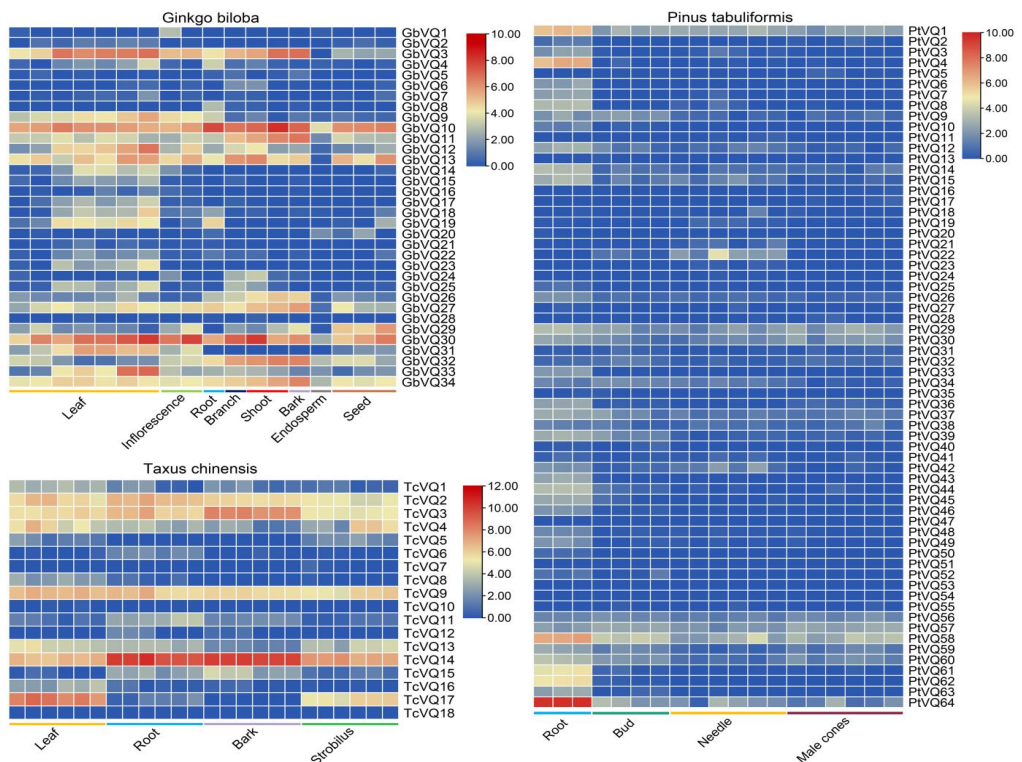 Ginkgo biloba
GbVQ1
GbVQ2
GbVQ3
GbVQ4
GbVQ5
GbVQ6
GbVQ7
GbVQ8
GbVQ9
GbVQ10
GbVQ11
GbVQ12
GbVQ13
GbVQ14
GbVQ15
GbVQ16
GbVQ17
GbVQ18
GbVQ19
GbVQ20
GbVQ21
GbVQ22
GbVQ23
GbVQ24
GbVQ25
GbVQ26
GbVQ27
GbVQ28
GbVQ29
GbVQ30
GbVQ31
GbVQ32
GbVQ33
GbVQ34
10.00
8.00
6.00
4.00
2.00
0.00
Leaf
Inflorescence
Root
Branch
Shoot
Bark
Endosperm
Seed
Taxus chinensis
TcVQ1
TcVQ2
TcVQ3
TcVQ4
TcVQ5
TcVQ6
TcVQ7
TcVQ8
TcVQ9
TcVQ10
TcVQ11
TcVQ12
TcVQ13
TcVQ14
TcVQ15
TcVQ16
TcVQ17
TcVQ18
12.00
10.00
8.00
6.00
4.00
2.00
0.00
Leaf
Root
Bark
Strobilus
Pinus tabuliformis
PtVQ1
PtVQ2
PtVQ3
PtVQ4
PtVQ5
PtVQ6
PtVQ7
PtVQ8
PtVQ9
PtVQ10
PtVQ11
PtVQ12
PtVQ13
PtVQ14
PtVQ15
PtVQ16
PtVQ17
PtVQ18
PtVQ19
PtVQ20
PtVQ21
PtVQ22
PtVQ23
PtVQ24
PtVQ25
PtVQ26
PtVQ27
PtVQ28
PtVQ29
PtVQ30
PtVQ31
PtVQ32
PtVQ33
PtVQ34
PtVQ35
PtVQ36
PtVQ37
PtVQ38
PtVQ39
PtVQ40
PtVQ41
PtVQ42
PtVQ43
PtVQ44
PtVQ45
PtVQ46
PtVQ47
PtVQ48
PtVQ49
PtVQ50
PtVQ51
PtVQ52
PtVQ53
PtVQ54
PtVQ55
PtVQ56
PtVQ57
PtVQ58
PtVQ59
PtVQ60
PtVQ61
PtVQ62
PtVQ63
PtVQ64
10.00
8.00
6.00
4.00
2.00
0.00
Root
Bud
Needle
Male cones